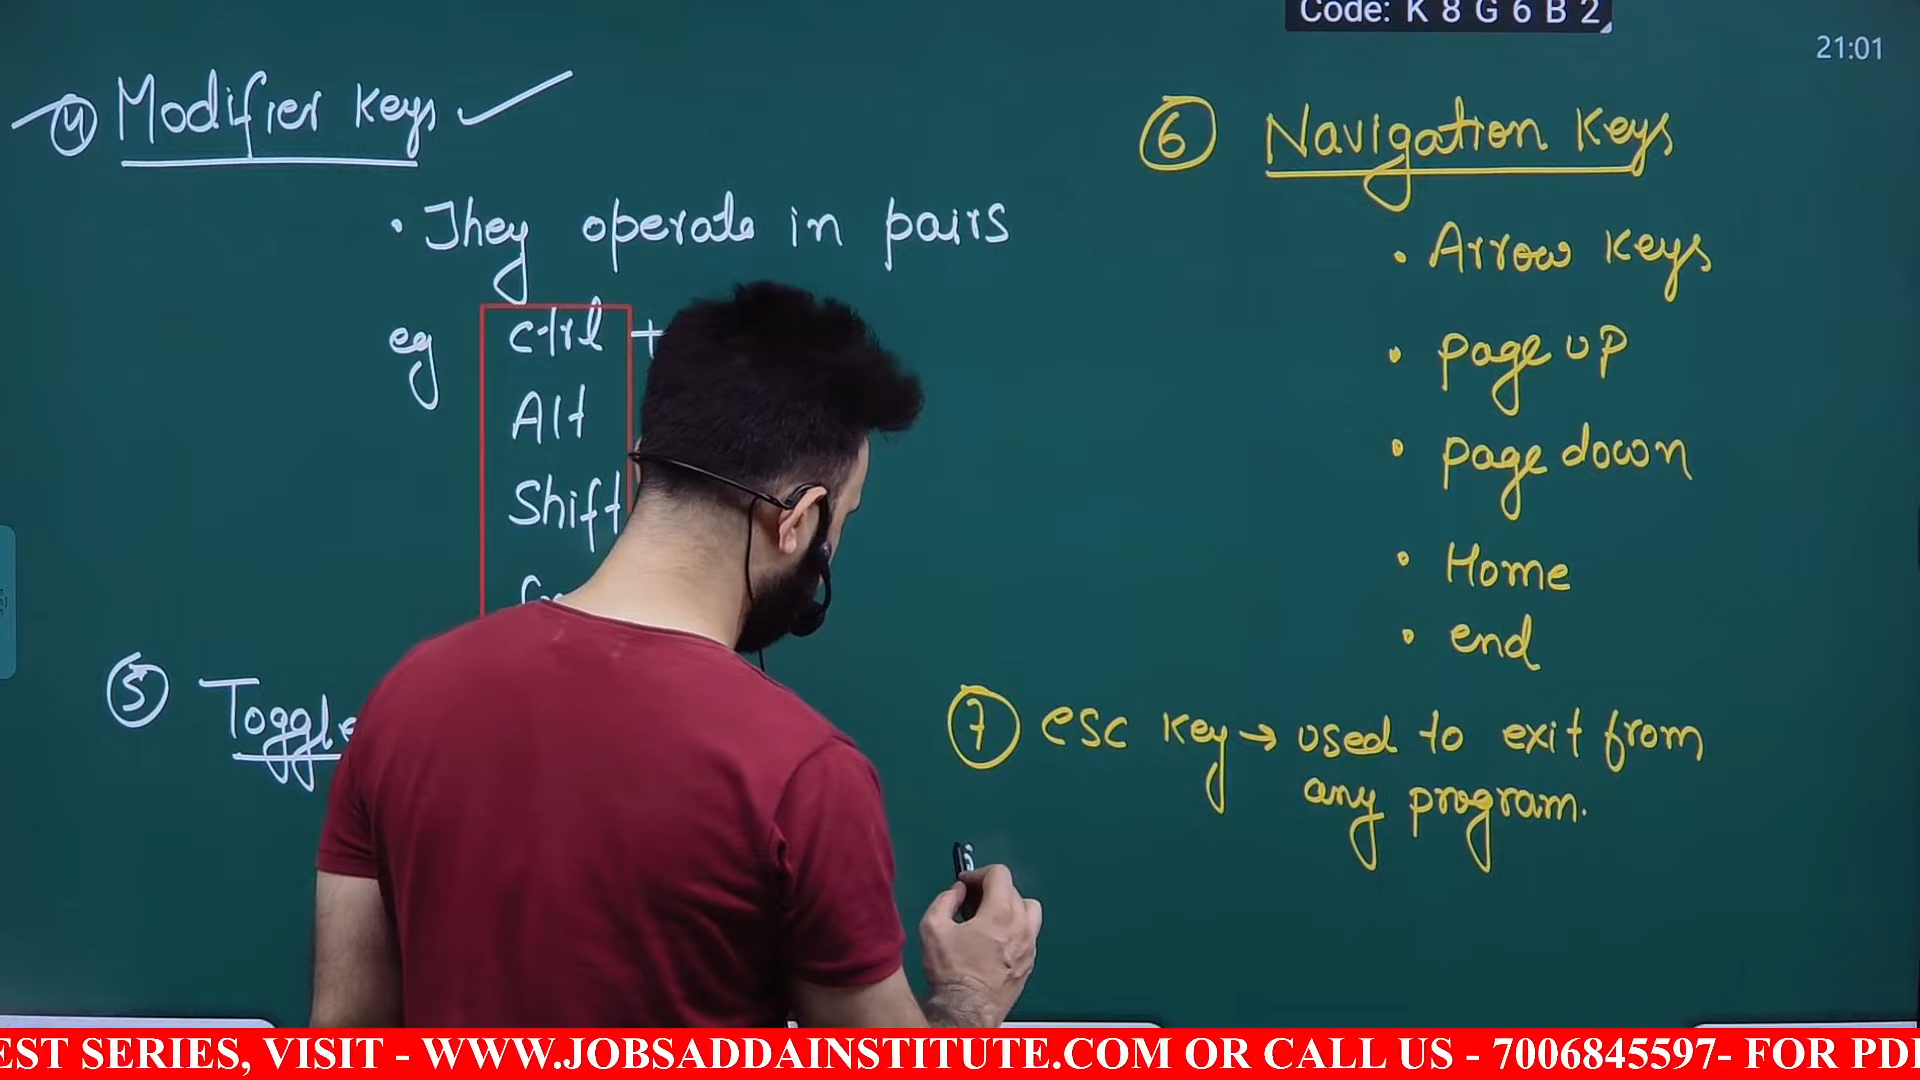 Code: K 8 G 6 B 2
21:01
4 Modifier Keys
• They operate in pairs
eg ctrl +
Alt
Shift
5 Toggle
6 Navigation Keys
• Arrow Keys
• page up
• page down
• Home
• end
7 esc Key → used to exit from
any program.
EST SERIES, VISIT - WWW.JOBSADDAINSTITUTE.COM OR CALL US - 7006845597- FOR PD